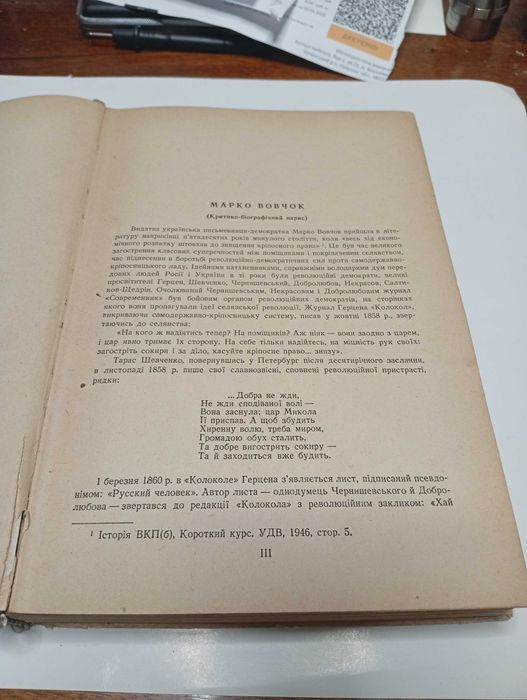 МАРКО ВОВЧОК
(Критико-біографічний нарис)
Видатна українська письменниця-демократка Марко Вовчок прийшла в літе-
ратуру наприкінці п'ятдесятих років минулого століття, коли «весь хід еконо-
мічного розвитку штовхав до знищення кріпосного права» ¹. Це був час великого
загострення класових суперечностей між поміщиками і покріпаченим селянством,
час піднесення в боротьбі революційно-демократичних сил проти самодержавно-
кріпосницького ладу. Ідейними натхненниками, справжніми володарями дум пере-
дових людей Росії і України в ті роки були революційні демократи, великі
просвітителі Герцен, Шевченко, Чернишевський, Добролюбов, Некрасов, Салти-
ков-Щедрін. Очолюваний Чернишевським, Некрасовим і Добролюбовим журнал
«Современник» був бойовим органом революційних демократів, на сторінках
якого вони пропагували ідеї селянської революції. Журнал Герцена «Колокол»,
викриваючи самодержавно-кріпосницьку систему, писав у жовтні 1858 р., звер-
таючись до селянства:
«На кого ж надіятись тепер? На поміщиків? Аж ніяк — вони заодно з царем,
і цар явно тримає їх сторону. На себе тільки надійтесь, на міцність рук своїх:
загостріть сокири і за діло, касуйте кріпосне право... знизу».
Тарас Шевченко, повернувшись у Петербург після десятирічного заслання,
в листопаді 1858 р. пише свої славнозвісні, сповнені революційної пристрасті,
рядки:
...Добра не жди,
Не жди сподіваної волі —
Вона заснула; цар Микола
Її приспав. А щоб збудить
Хиренну волю, треба миром,
Громадою обух сталить,
Та добре вигострить сокиру —
Та й заходиться вже будить.
1 березня 1860 р. в «Колоколе» Герцена з'являється лист, підписаний псевдо-
німом: «Русский человек». Автор листа — однодумець Чернишевського й Добро-
любова — звертався до редакції «Колокола» з революційним закликом: «Хай
¹ Історія ВКП(б), Короткий курс. УДВ, 1946, стор. 5.
III